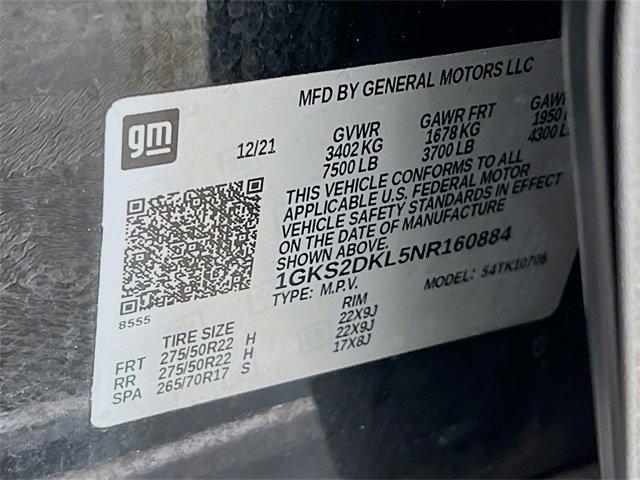 MFD BY GENERAL MOTORS LLC
gm
12/21
GVWR GAWR FRT
3402 KG 1678 KG 1950
7500 LB 3700 LB 4300
THIS VEHICLE CONFORMS TO ALL
APPLICABLE U.S. FEDERAL MOTOR
VEHICLE SAFETY STANDARDS IN EFFECT
ON THE DATE OF MANUFACTURE
SHOWN ABOVE.
1GKS2DKL5NR160884
TYPE: M.P.V. MODEL: 54TK10706
8555
TIRE SIZE RIM
FRT 275/50R22 H 22X9J
RR 275/50R22 H 22X9J
SPA 265/70R17 S 17X8J